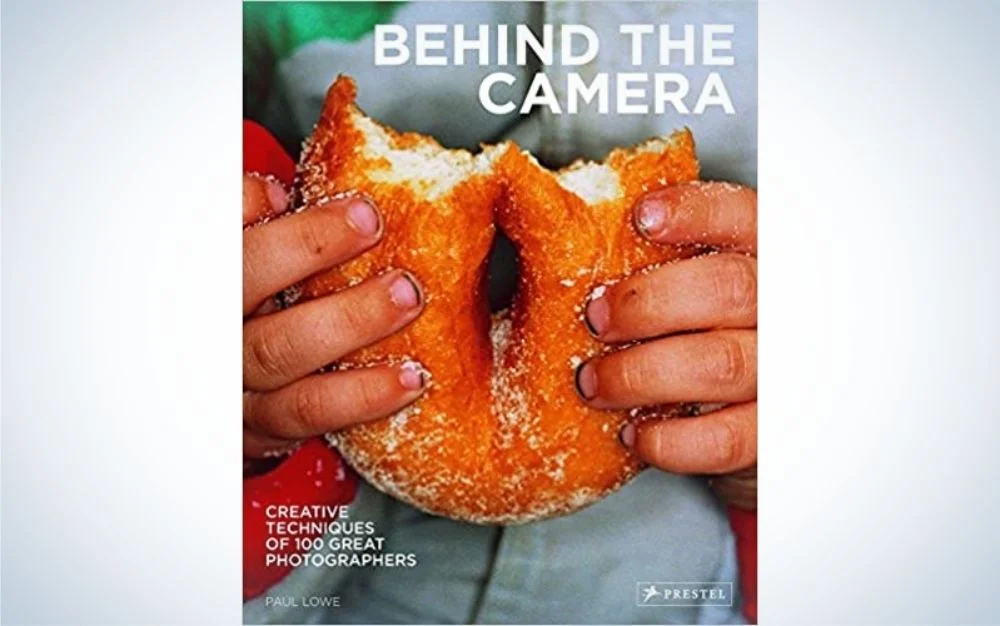 BEHIND THE
CAMERA
CREATIVE
TECHNIQUES
OF 100 GREAT
PHOTOGRAPHERS
PAUL LOWE
PRESTEL